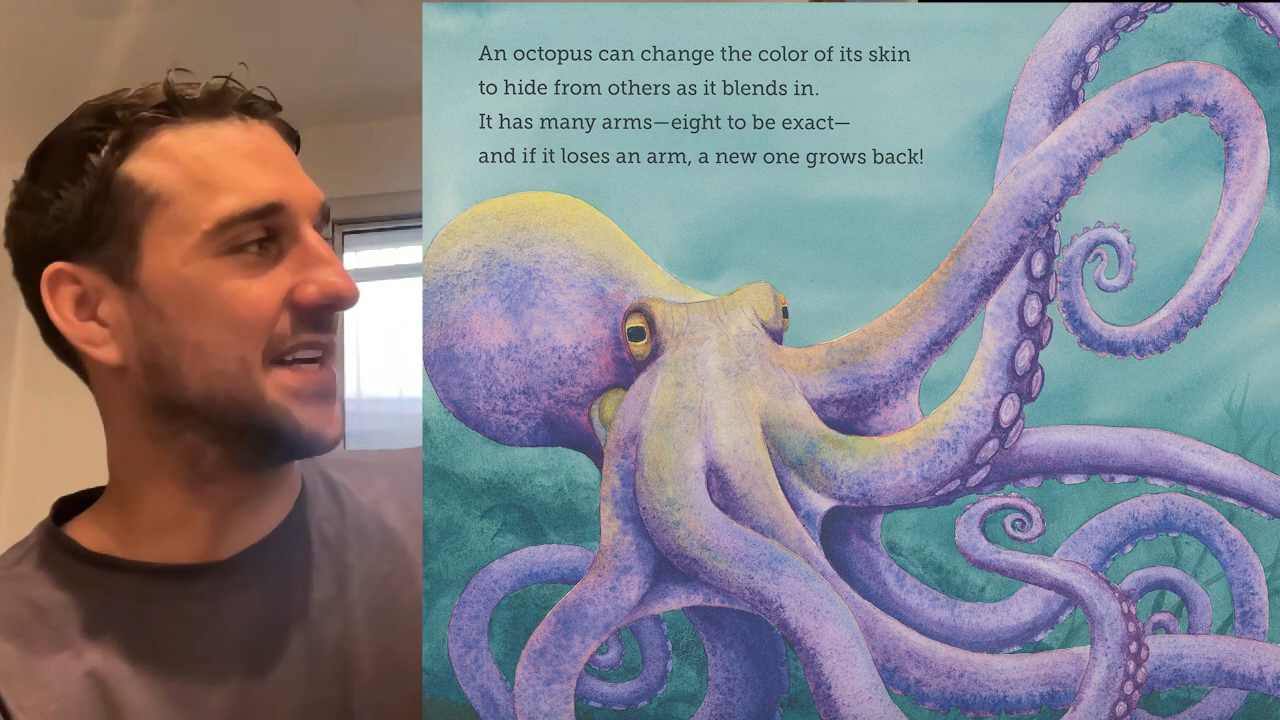 An octopus can change the color of its skin
to hide from others as it blends in.
It has many arms—eight to be exact—
and if it loses an arm, a new one grows back!